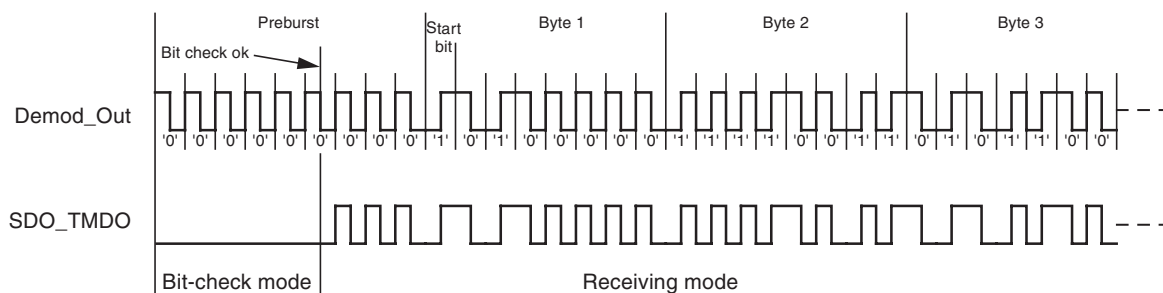 Preburst
Start
bit
Byte 1
Byte 2
Byte 3
Bit check ok
Demod_Out
'0' '0' '0' '0' '0' '0' '0' '0' '0' '1' '0' '1' '0' '0' '0' '0' '0' '1' '1' '1' '1' '0' '0' '1' '1' '0' '1' '0' '1' '1' '0' '0'
SDO_TMDO
Bit-check mode
Receiving mode